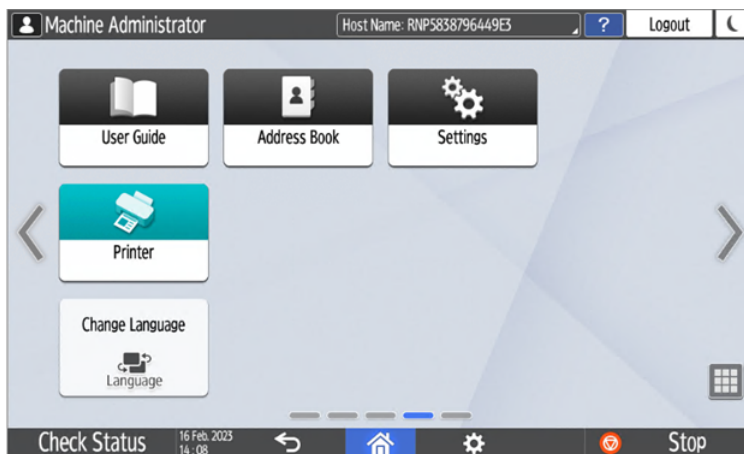 Machine Administrator
Host Name: RNP5838796449E3
?
Logout
User Guide
Address Book
Settings
Printer
Change Language
Language
Check Status
16 Feb. 2023
14 : 08
Stop